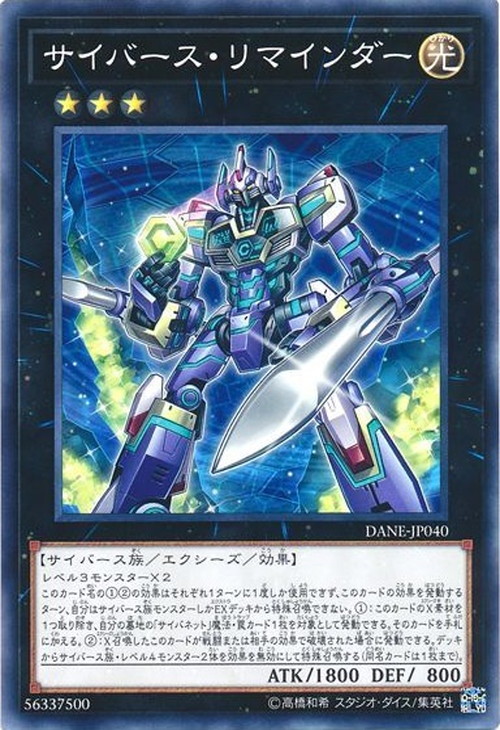 サイバース・リマインダー
光
DANE-JP040
【サイバース族/エクシーズ/効果】
レベル3モンスター×2
このカード名の①②の効果はそれぞれ1ターンに1度しか使用できず、このカードの効果を発動する
ターン、自分はサイバース族モンスターしかEXデッキから特殊召喚できない。①:このカードのX素材を
1つ取り除き、自分の墓地の「サイバネット」魔法・罠カード1枚を対象として発動できる。そのカードを手札
に加える。②:X召喚したこのカードが戦闘または相手の効果で破壊された場合に発動できる。デッキ
からサイバース族・レベル4モンスター2体を効果を無効にして特殊召喚する(同名カードは1枚まで)。
ATK/1800 DEF/ 800
56337500
©高橋和希 スタジオ・ダイス/集英社